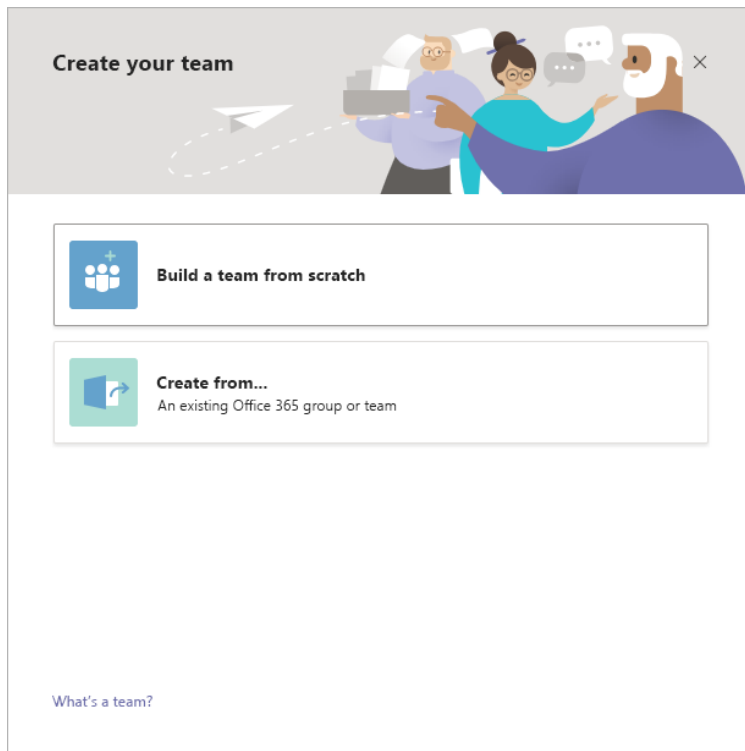 Create your team
Build a team from scratch
Create from...
An existing Office 365 group or team
What's a team?